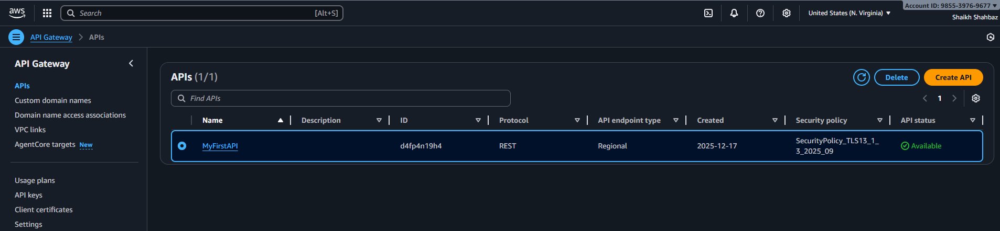 aws
Search
[Alt+S]
United States (N. Virginia)
Account ID: 9855-3976-9677
Shaikh Shahbaz
API Gateway
APIs
API Gateway
APIs
Custom domain names
Domain name access associations
VPC links
AgentCore targets New
Usage plans
API keys
Client certificates
Settings
APIs (1/1)
Delete
Create API
Find APIs
1
Name Description ID Protocol API endpoint type Created Security policy API status
MyFirstAPI d4fp4n19h4 REST Regional 2025-12-17 SecurityPolicy_TLS13_1_ Available
3_2025_09